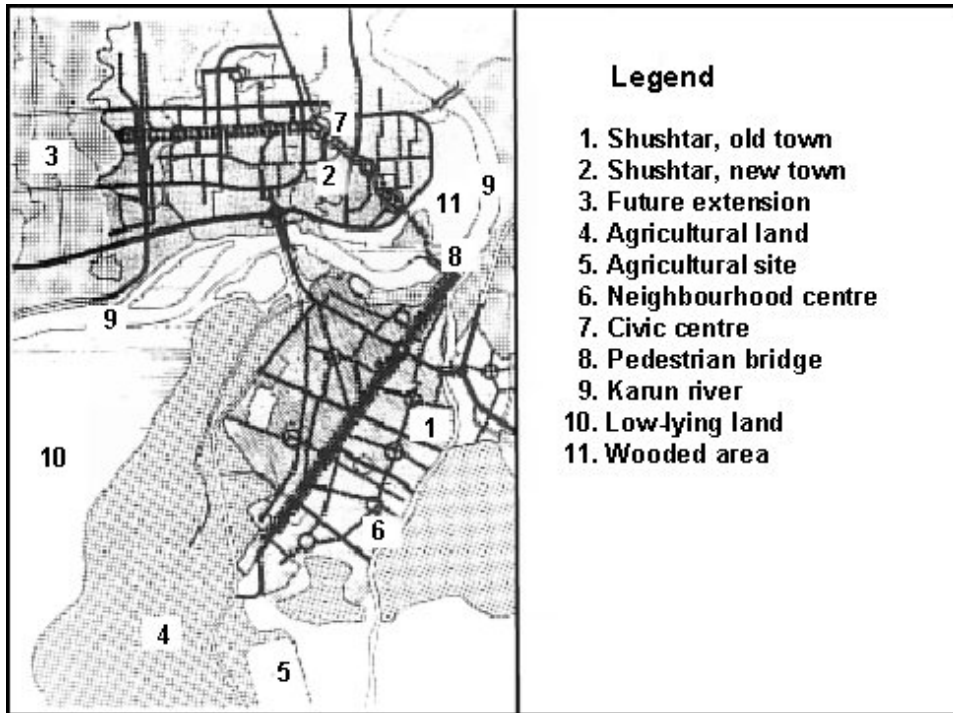 7
3
2
9
11
8
9
1
10
6
4
5
Legend
1. Shushtar, old town
2. Shushtar, new town
3. Future extension
4. Agricultural land
5. Agricultural site
6. Neighbourhood centre
7. Civic centre
8. Pedestrian bridge
9. Karun river
10. Low-lying land
11. Wooded area